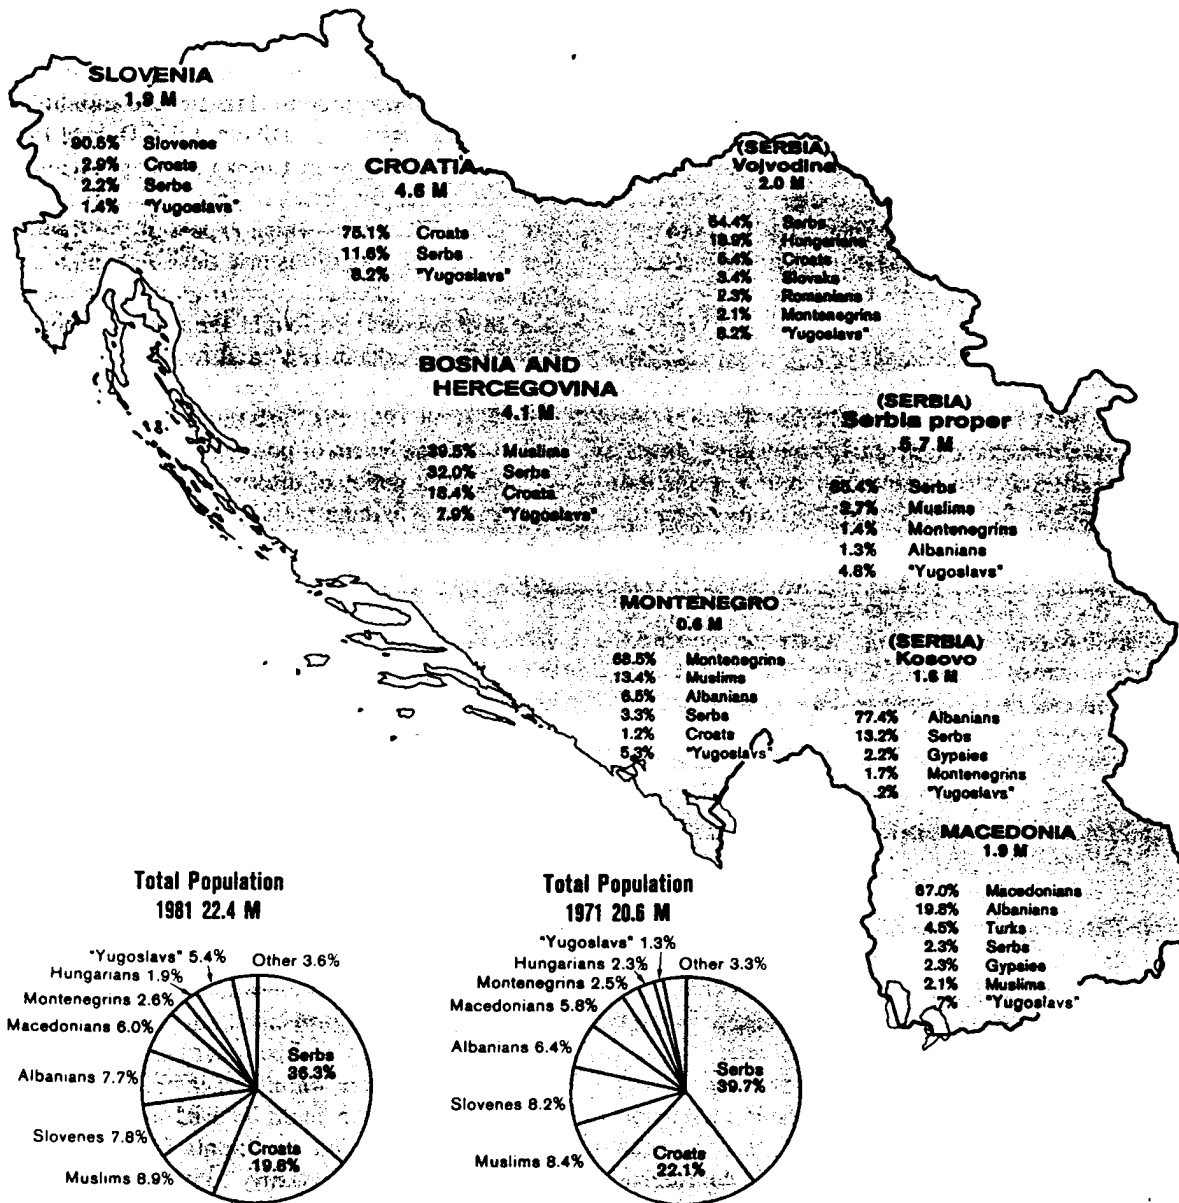 SLOVENIA
1.9 M
90.5% Slovenes
2.9% Croats
2.2% Serbs
1.4% "Yugoslavs"
CROATIA
4.6 M
75.1% Croats
11.6% Serbs
8.2% "Yugoslavs"
(SERBIA)
Vojvodina
2.0 M
54.4% Serbs
18.9% Hungarians
5.4% Croats
3.4% Slovaks
2.3% Romanians
2.1% Montenegrins
8.2% "Yugoslavs"
BOSNIA AND
HERCEGOVINA
4.1 M
39.5% Muslims
32.0% Serbs
18.4% Croats
7.9% "Yugoslavs"
(SERBIA)
Serbia proper
5.7 M
85.4% Serbs
2.7% Muslims
1.4% Montenegrins
1.3% Albanians
4.8% "Yugoslavs"
MONTENEGRO
0.6 M
68.5% Montenegrins
13.4% Muslims
6.5% Albanians
3.3% Serbs
1.2% Croats
5.3% "Yugoslavs"
(SERBIA)
Kosovo
1.6 M
77.4% Albanians
13.2% Serbs
2.2% Gypsies
1.7% Montenegrins
.2% "Yugoslavs"
MACEDONIA
1.9 M
67.0% Macedonians
19.8% Albanians
4.5% Turks
2.3% Serbs
2.3% Gypsies
2.1% Muslims
.7% "Yugoslavs"
Total Population
1981 22.4 M
"Yugoslavs" 5.4%
Other 3.6%
Hungarians 1.9%
Montenegrins 2.6%
Macedonians 6.0%
Albanians 7.7%
Slovenes 7.8%
Muslims 8.9%
Serbs
36.3%
Croats
19.8%
Total Population
1971 20.6 M
"Yugoslavs" 1.3%
Other 3.3%
Hungarians 2.3%
Montenegrins 2.5%
Macedonians 5.8%
Albanians 6.4%
Slovenes 8.2%
Muslims 8.4%
Serbs
39.7%
Croats
22.1%